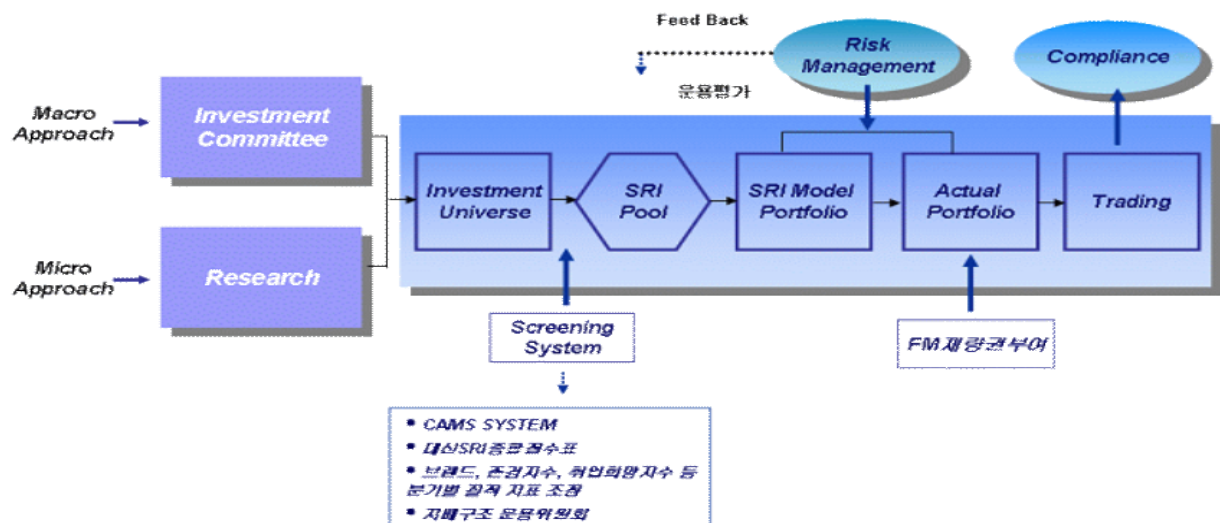 Feed Back
Risk
Management
Compliance
운용평가
Macro
Approach
Investment
Committee
Investment
Universe
SRI
Pool
SRI Model
Portfolio
Actual
Portfolio
Trading
Micro
Approach
Research
Screening
System
FM재량권부여
• CAMS SYSTEM
• 대신SRI종합점수표
• 브랜드, 존경지수, 취업희망지수 등
분기별 질적 지표 조정
• 지배구조 운용위원회